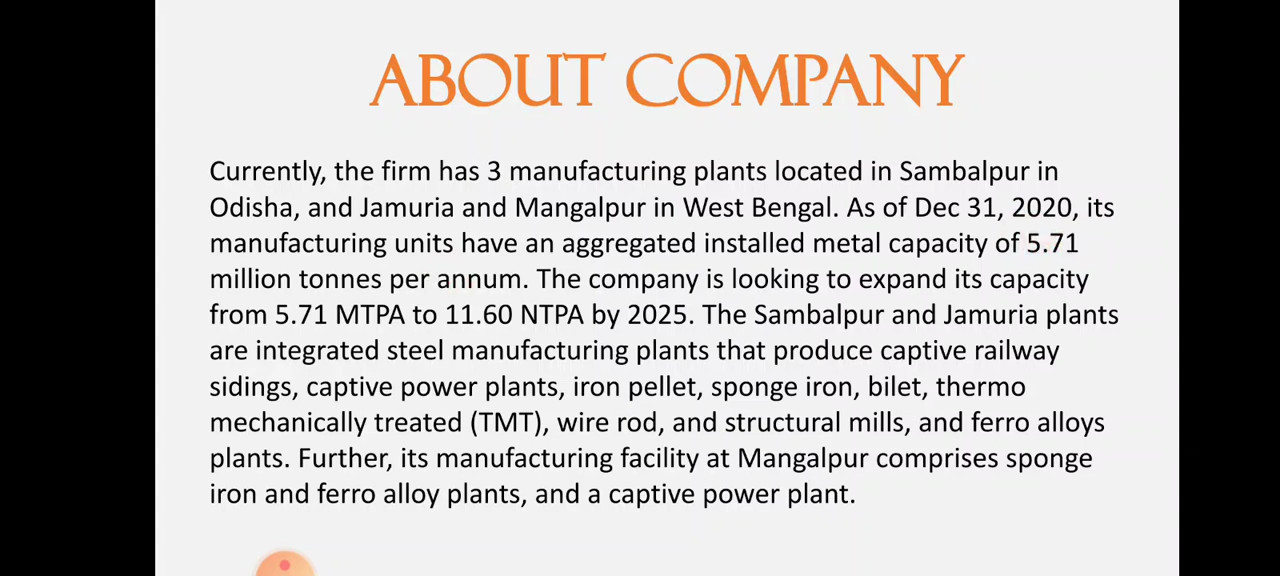 ABOUT COMPANY
Currently, the firm has 3 manufacturing plants located in Sambalpur in
Odisha, and Jamuria and Mangalpur in West Bengal. As of Dec 31, 2020, its
manufacturing units have an aggregated installed metal capacity of 5.71
million tonnes per annum. The company is looking to expand its capacity
from 5.71 MTPA to 11.60 NTPA by 2025. The Sambalpur and Jamuria plants
are integrated steel manufacturing plants that produce captive railway
sidings, captive power plants, iron pellet, sponge iron, bilet, thermo
mechanically treated (TMT), wire rod, and structural mills, and ferro alloys
plants. Further, its manufacturing facility at Mangalpur comprises sponge
iron and ferro alloy plants, and a captive power plant.